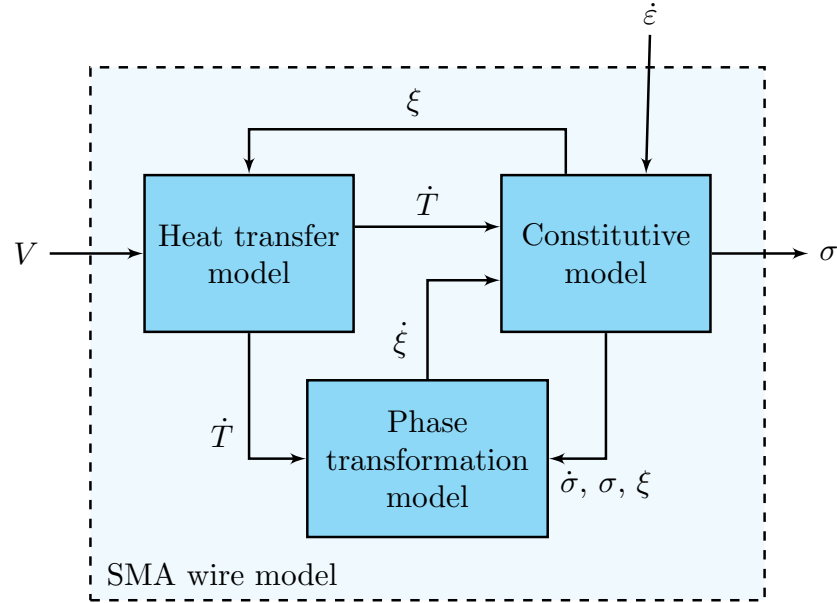 ε̇
ξ
Heat transfer
model
Ṫ
Constitutive
model
V
σ
ξ̇
Ṫ
Phase
transformation
model
σ̇, σ, ξ
SMA wire model